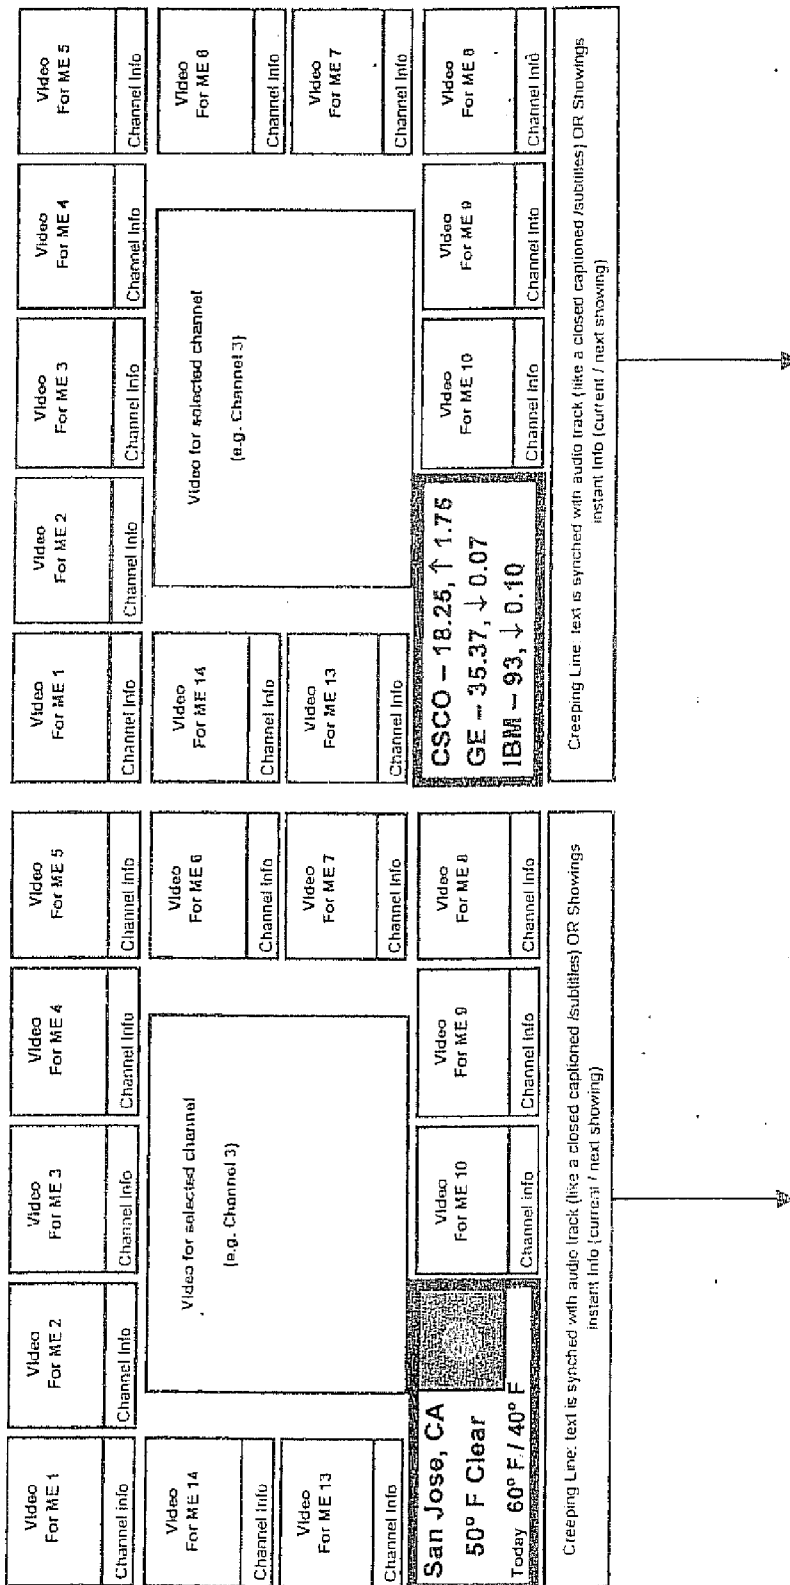 Video
For ME 1
Channel info
Video
For ME 2
Channel Info
Video
For ME 3
Channel Info
Video
For ME 4
Channel Info
Video
For ME 5
Channel Info
Video
For ME 14
Channel Info
Video for selected channel
(e.g. Channel 3)
Video
For ME 6
Channel Info
Video
For ME 13
Channel Info
Video
For ME 7
Channel Info
San Jose, CA
50º F Clear
Today 60º F / 40º F
Video
For ME 10
Channel info
Video
For ME 9
Channel Info
Video
For ME 8
Channel Info
Creeping Line: text is synched with audio track (like a closed captioned /subtitles) OR Showings
instant Info (current / next showing)
Video
For ME 1
Channel Info
Video
For ME 2
Channel Info
Video
For ME 3
Channel Info
Video
For ME 4
Channel Info
Video
For ME 5
Channel Info
Video
For ME 14
Channel Info
Video for selected channel
(e.g. Channel 3)
Video
For ME 6
Channel Info
Video
For ME 13
Channel Info
Video
For ME 7
Channel Info
CSCO – 18.25, ↑ 1.75
GE – 35.37, ↓ 0.07
IBM – 93, ↓ 0.10
Video
For ME 10
Channel Info
Video
For ME 9
Channel Info
Video
For ME 8
Channel Info
Creeping Line: text is synched with audio track (like a closed captioned /subtitles) OR Showings
instant Info (current / next showing)